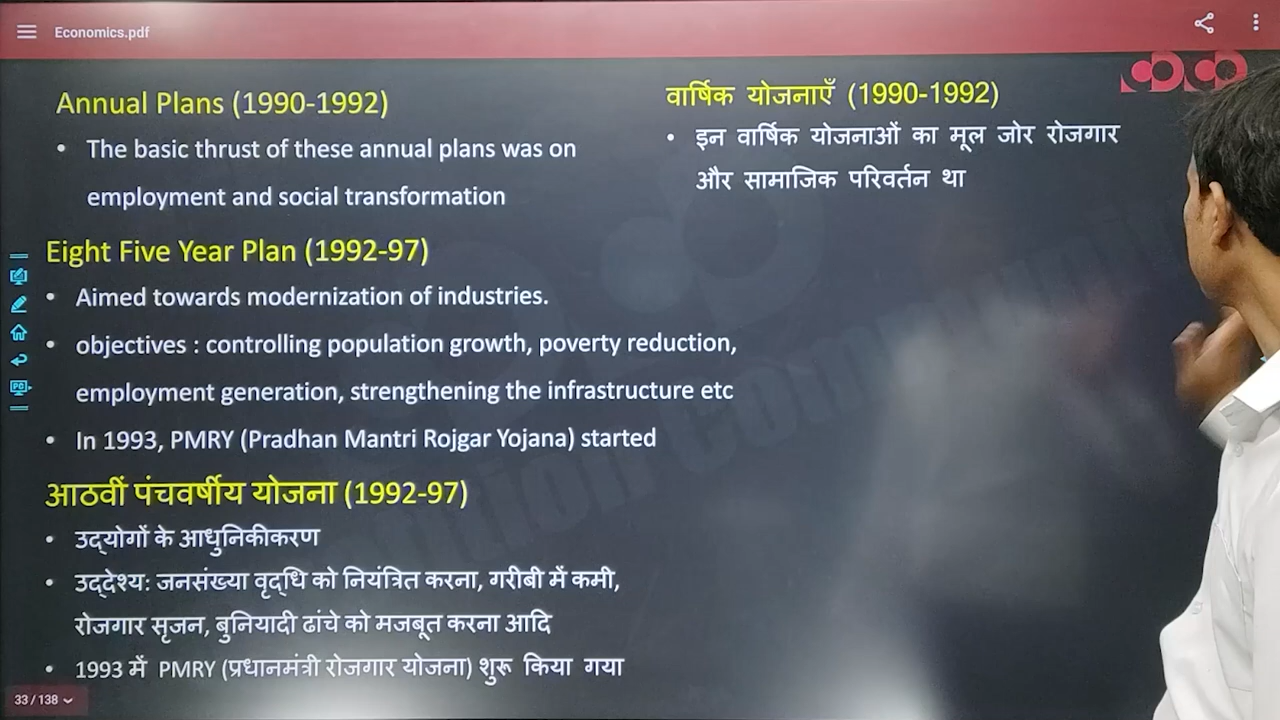 Economics.pdf
Annual Plans (1990-1992)
• The basic thrust of these annual plans was on
employment and social transformation
वार्षिक योजनाएँ (1990-1992)
• इन वार्षिक योजनाओं का मूल जोर रोजगार
और सामाजिक परिवर्तन था
Eight Five Year Plan (1992-97)
• Aimed towards modernization of industries.
• objectives : controlling population growth, poverty reduction,
employment generation, strengthening the infrastructure etc
• In 1993, PMRY (Pradhan Mantri Rojgar Yojana) started
आठवीं पंचवर्षीय योजना (1992-97)
• उद्योगों के आधुनिकीकरण
• उद्देश्यः जनसंख्या वृद्धि को नियंत्रित करना, गरीबी में कमी,
रोजगार सृजन, बुनियादी ढांचे को मजबूत करना आदि
• 1993 में PMRY (प्रधानमंत्री रोजगार योजना) शुरू किया गया
33 / 138